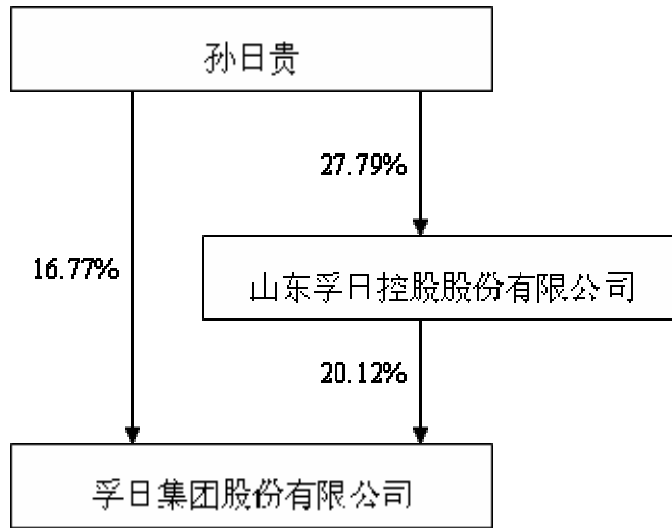 孙日贵
27.79%
16.77%
山东孚日控股股份有限公司
20.12%
孚日集团股份有限公司